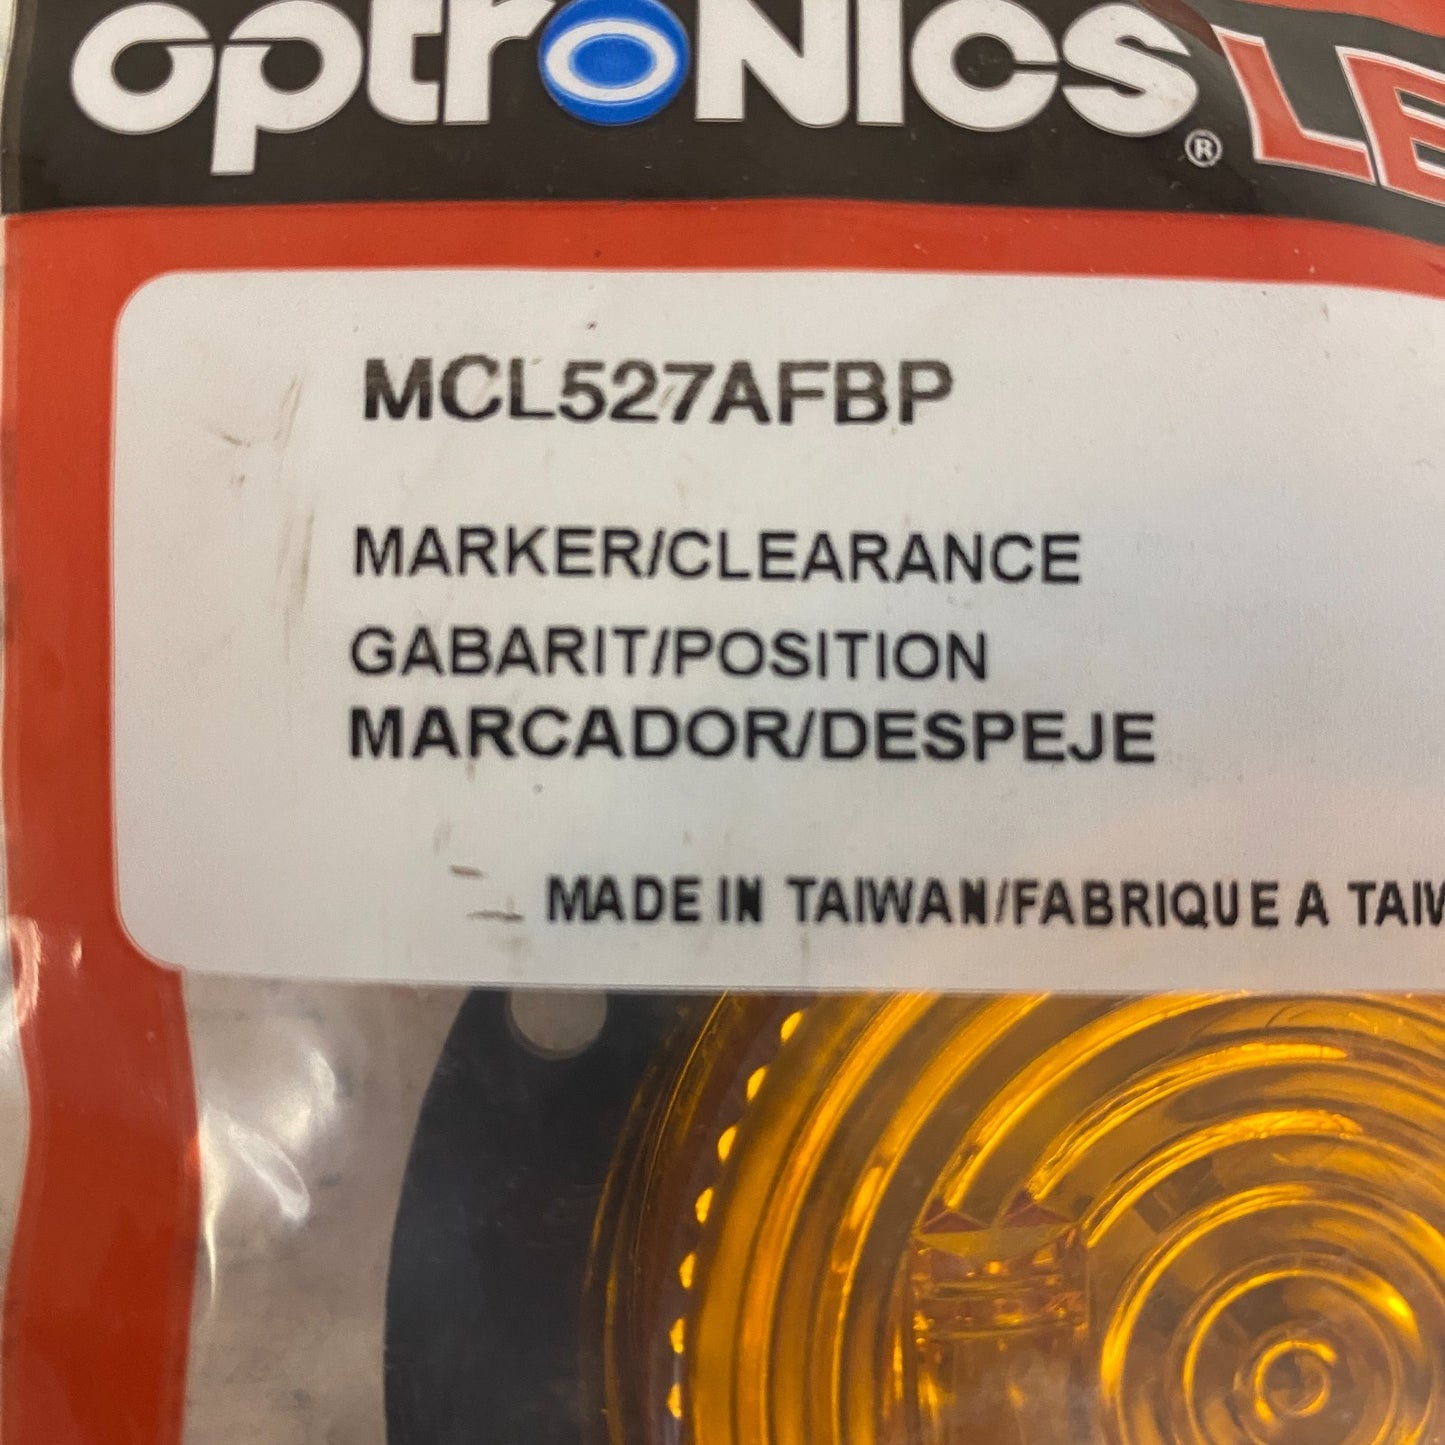 optronics®
MCL527AFBP
MARKER/CLEARANCE
GABARIT/POSITION
MARCADOR/DESPEJE
MADE IN TAIWAN/FABRIQUE A